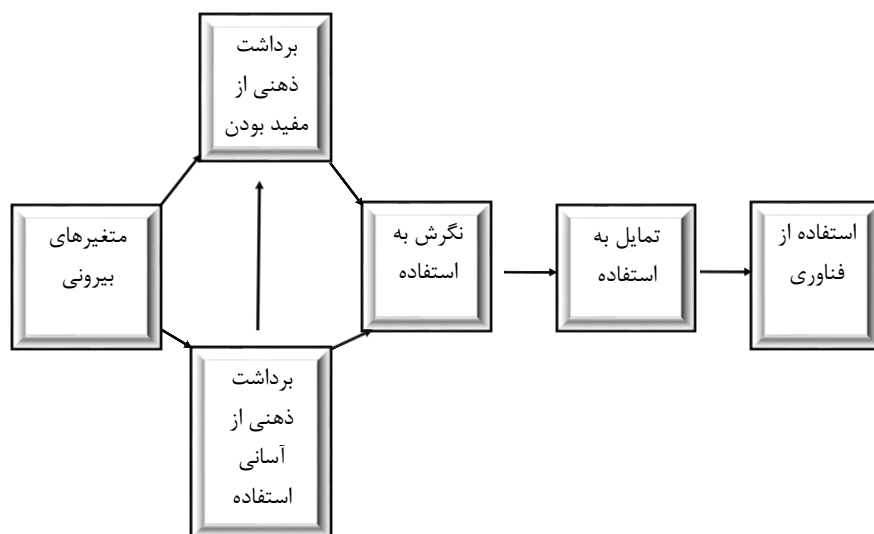 برداشت
ذهنی از
مفید بودن
متغیرهای
بیرونی
نگرش به
استفاده
تمایل به
استفاده
استفاده از
فناوری
برداشت
ذهنی از
آسانی
استفاده